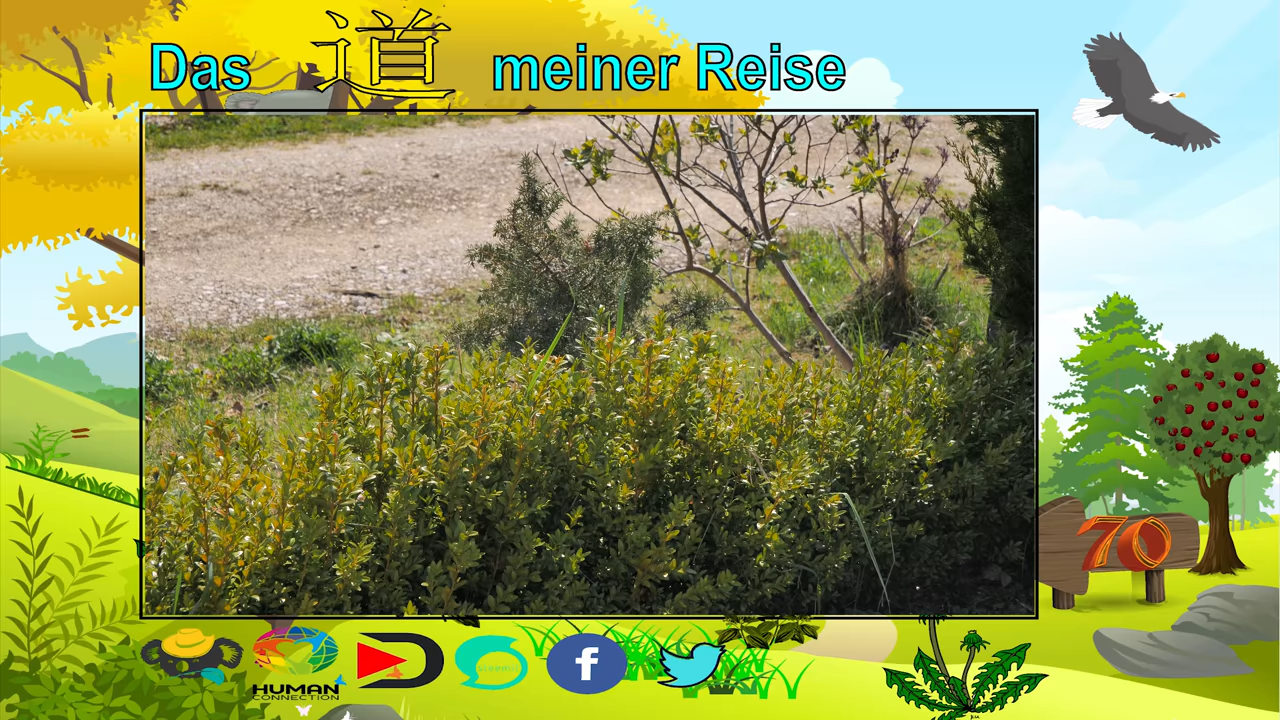 Das 道 meiner Reise
70
HUMAN
CONNECTION
f